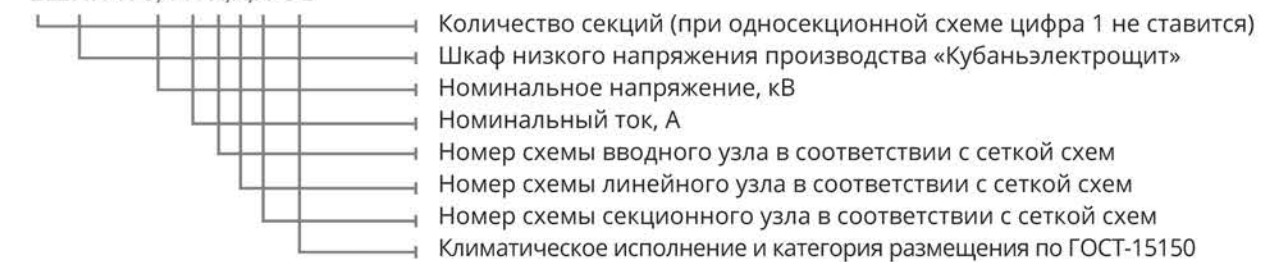 Количество секций (при односекционной схеме цифра 1 не ставится)
Шкаф низкого напряжения производства «Кубаньэлектрощит»
Номинальное напряжение, кВ
Номинальный ток, А
Номер схемы вводного узла в соответствии с сеткой схем
Номер схемы линейного узла в соответствии с сеткой схем
Номер схемы секционного узла в соответствии с сеткой схем
Климатическое исполнение и категория размещения по ГОСТ-15150